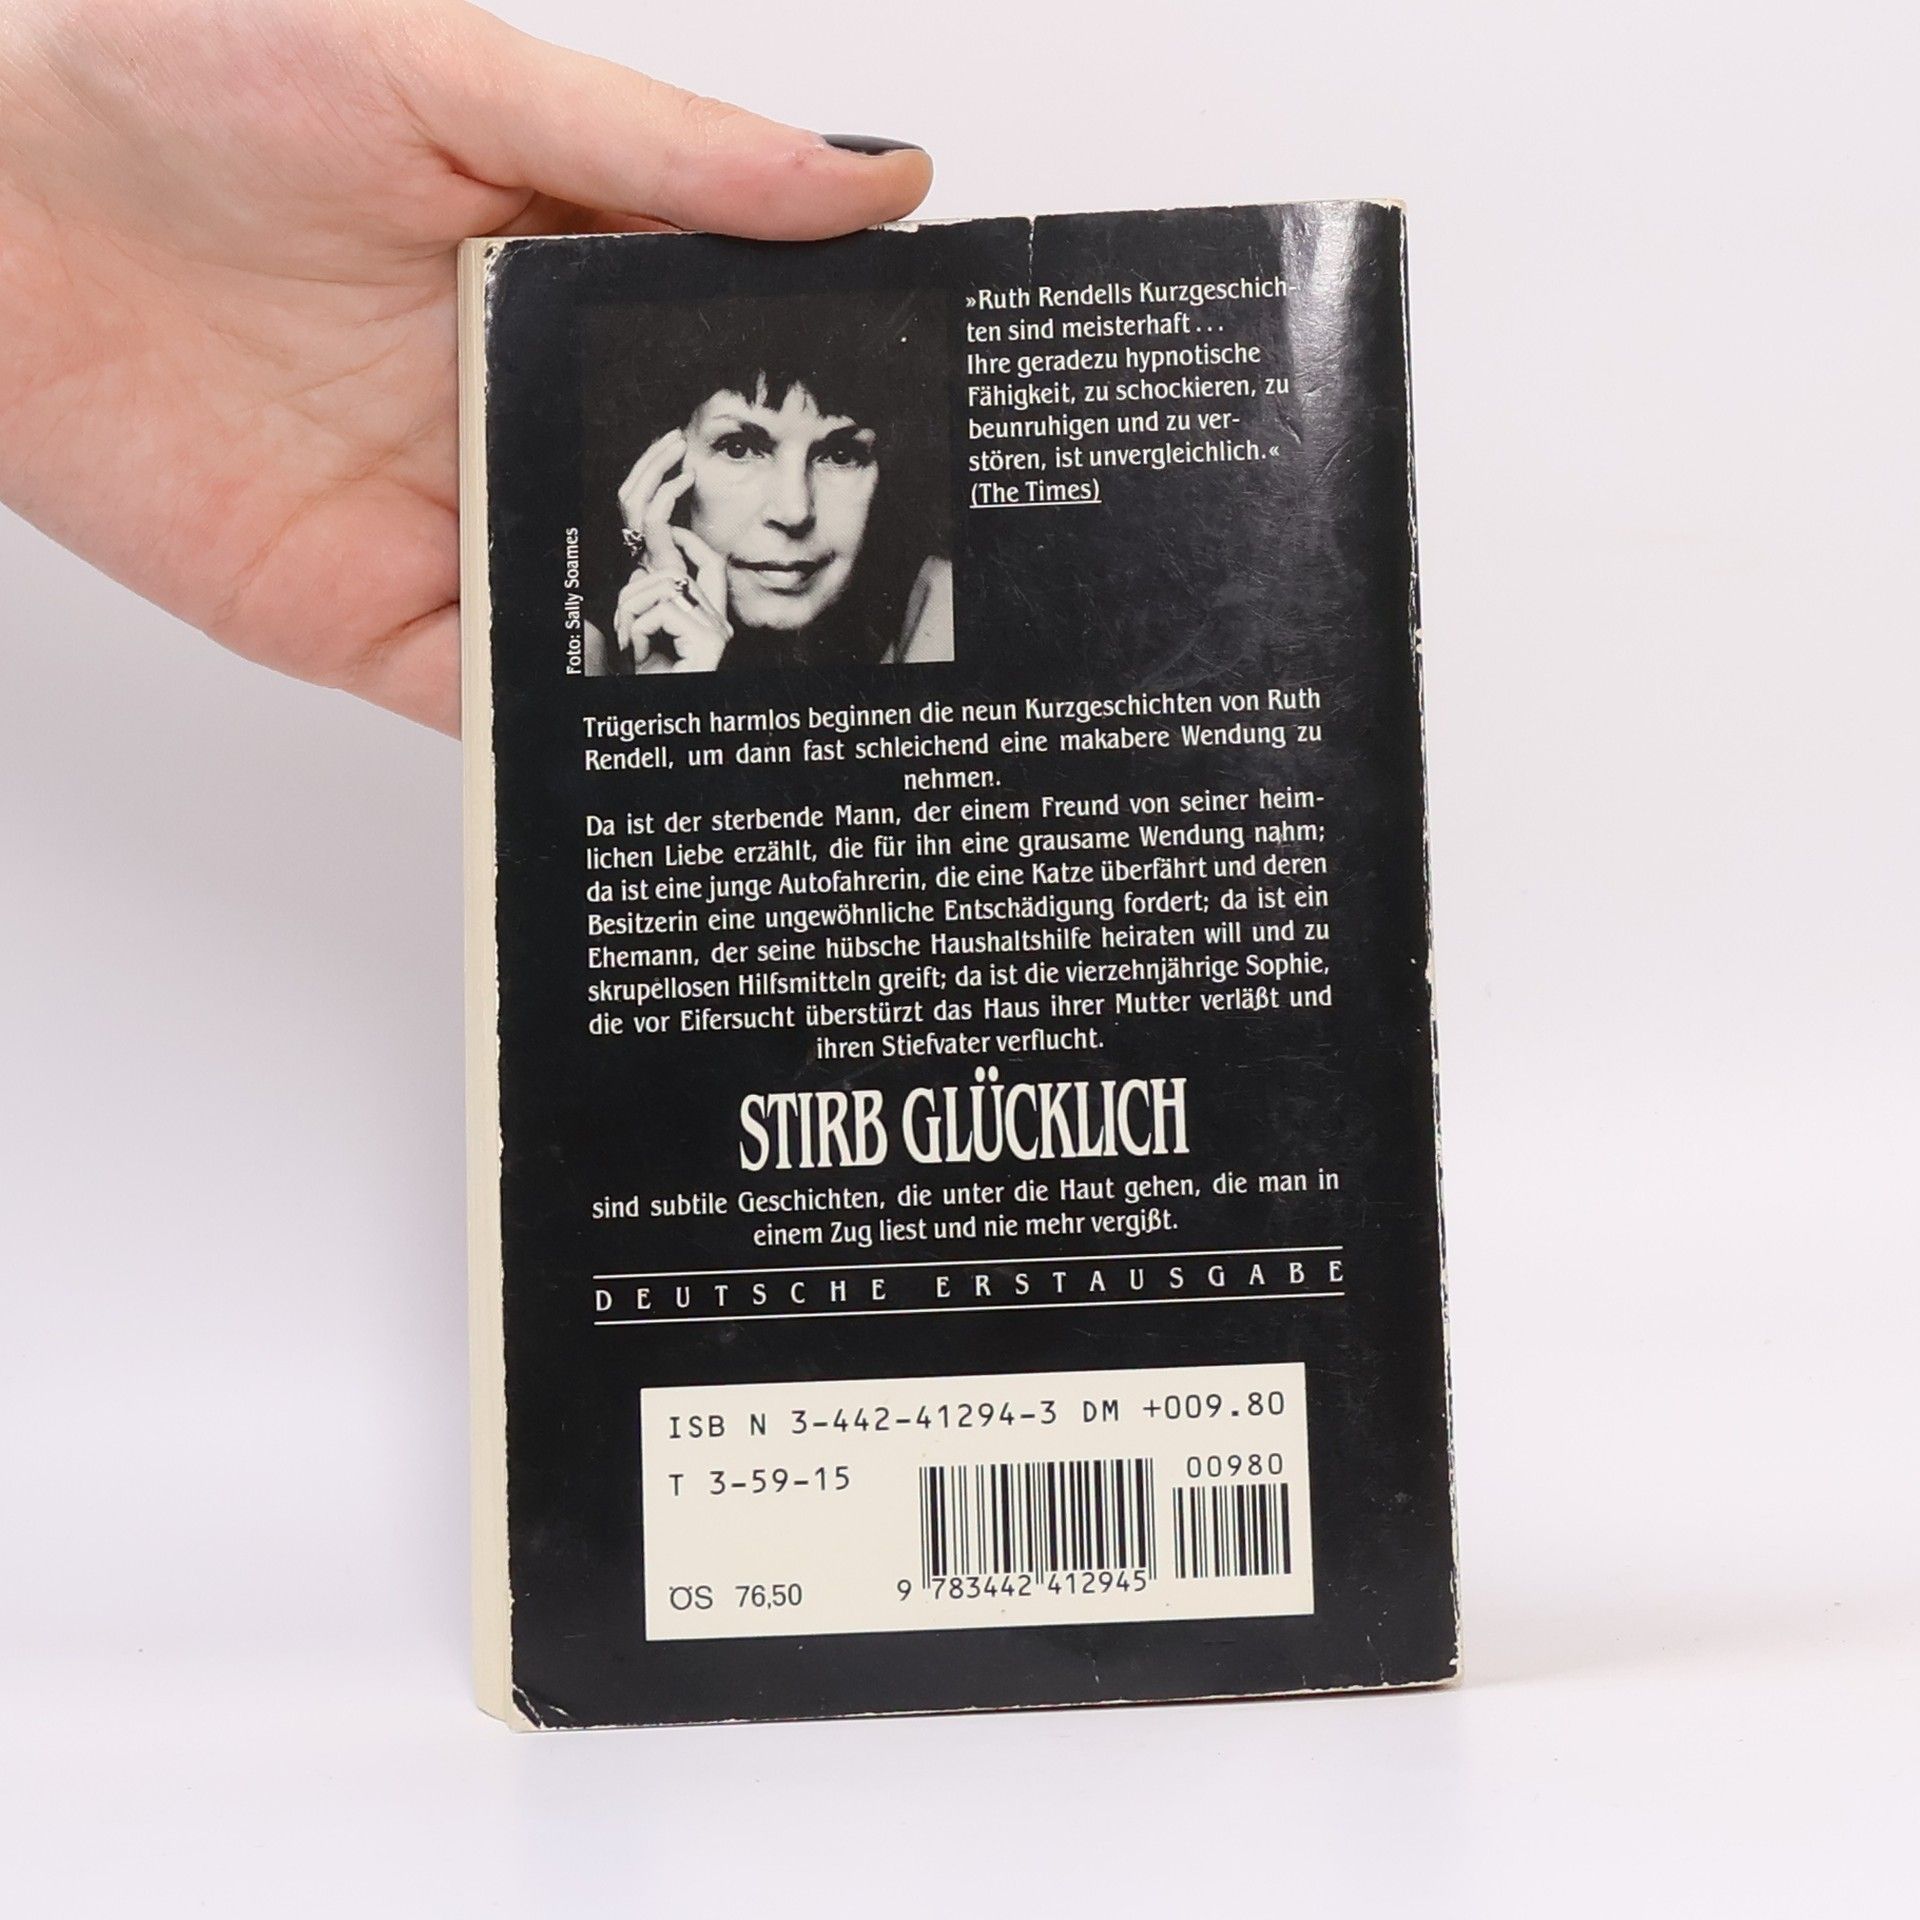 »Ruth Rendells Kurzgeschich-
ten sind meisterhaft...
Ihre geradezu hypnotische
Fähigkeit, zu schockieren, zu
beunruhigen und zu ver-
stören, ist unvergleichlich.«
(The Times)
Foto: Sally Soames
Trügerisch harmlos beginnen die neun Kurzgeschichten von Ruth
Rendell, um dann fast schleichend eine makabere Wendung zu
nehmen.
Da ist der sterbende Mann, der einem Freund von seiner heim-
lichen Liebe erzählt, die für ihn eine grausame Wendung nahm;
da ist eine junge Autofahrerin, die eine Katze überfährt und deren
Besitzerin eine ungewöhnliche Entschädigung fordert; da ist ein
Ehemann, der seine hübsche Haushaltshilfe heiraten will und zu
skrupellosen Hilfsmitteln greift; da ist die vierzehnjährige Sophie,
die vor Eifersucht überstürzt das Haus ihrer Mutter verläßt und
ihren Stiefvater verflucht.
STIRB GLÜCKLICH
sind subtile Geschichten, die unter die Haut gehen, die man in
einem Zug liest und nie mehr vergißt.
DEUTSCHE ERSTAUSGABE
ISB N 3-442-41294-3 DM +009.80
T 3-59-15
00980
ÖS 76,50
9 783442 412945